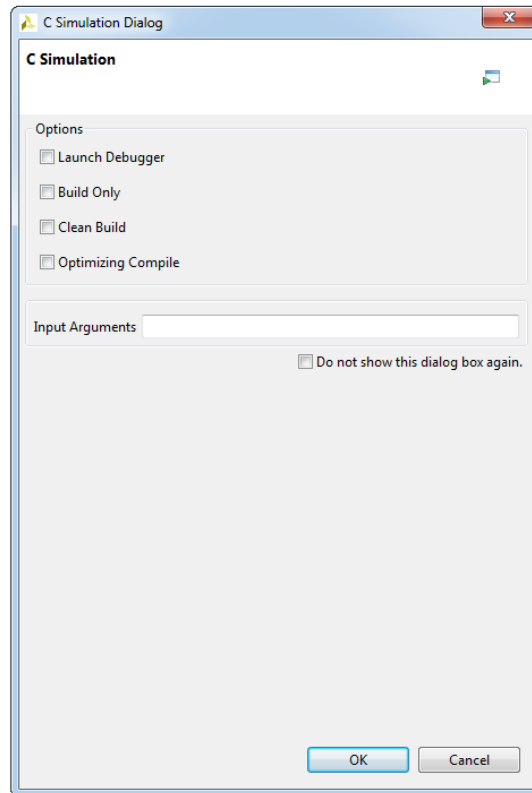 C Simulation Dialog
C Simulation
Options
Launch Debugger
Build Only
Clean Build
Optimizing Compile
Input Arguments
Do not show this dialog box again.
OK Cancel